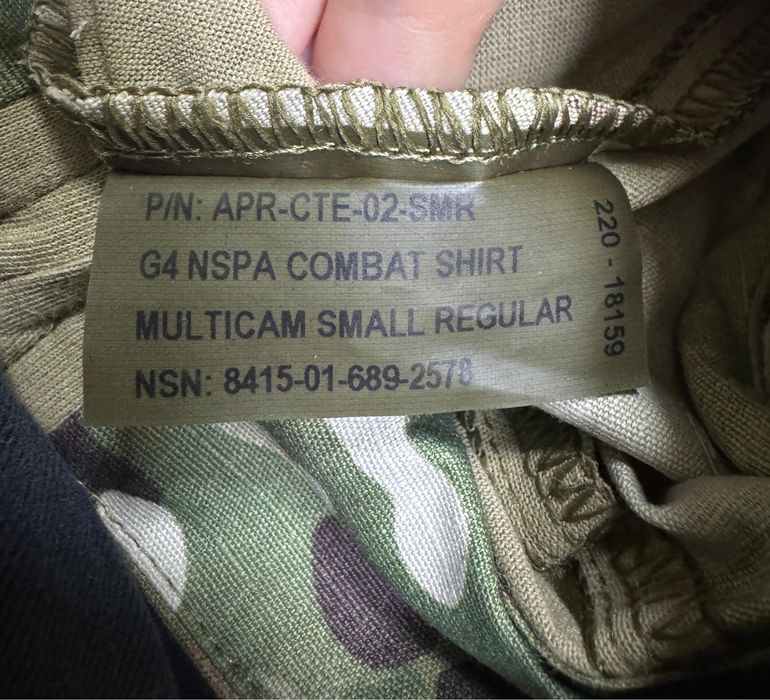 P/N: APR-CTE-02-SMR
G4 NSPA COMBAT SHIRT
MULTICAM SMALL REGULAR
NSN: 8415-01-689-2578
220 - 18159